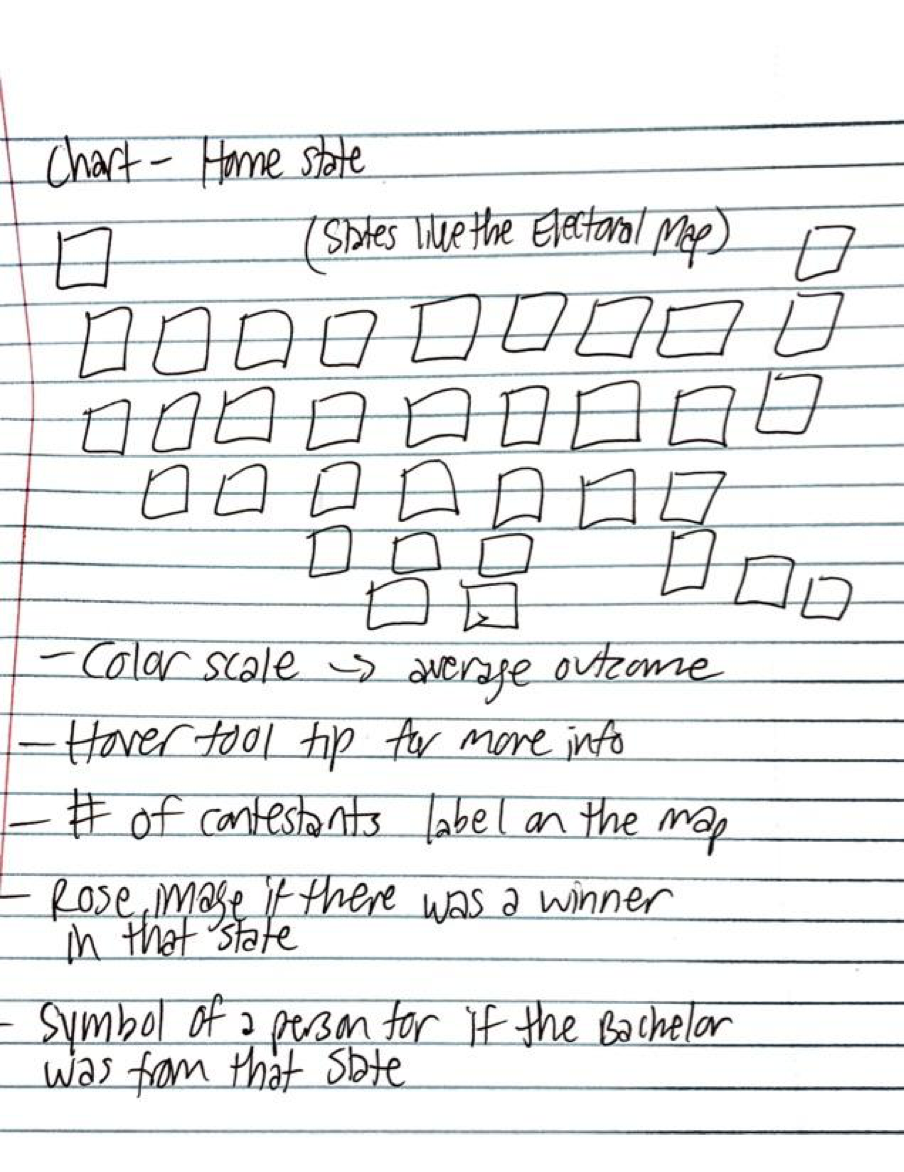 Chart - Home state
(States like the Electoral Map)
- Color scale -> average outcome
- Hover tool tip for more info
- # of contestants label on the map
- Rose image if there was a winner
in that state
- Symbol of a person for if the Bachelor
was from that state